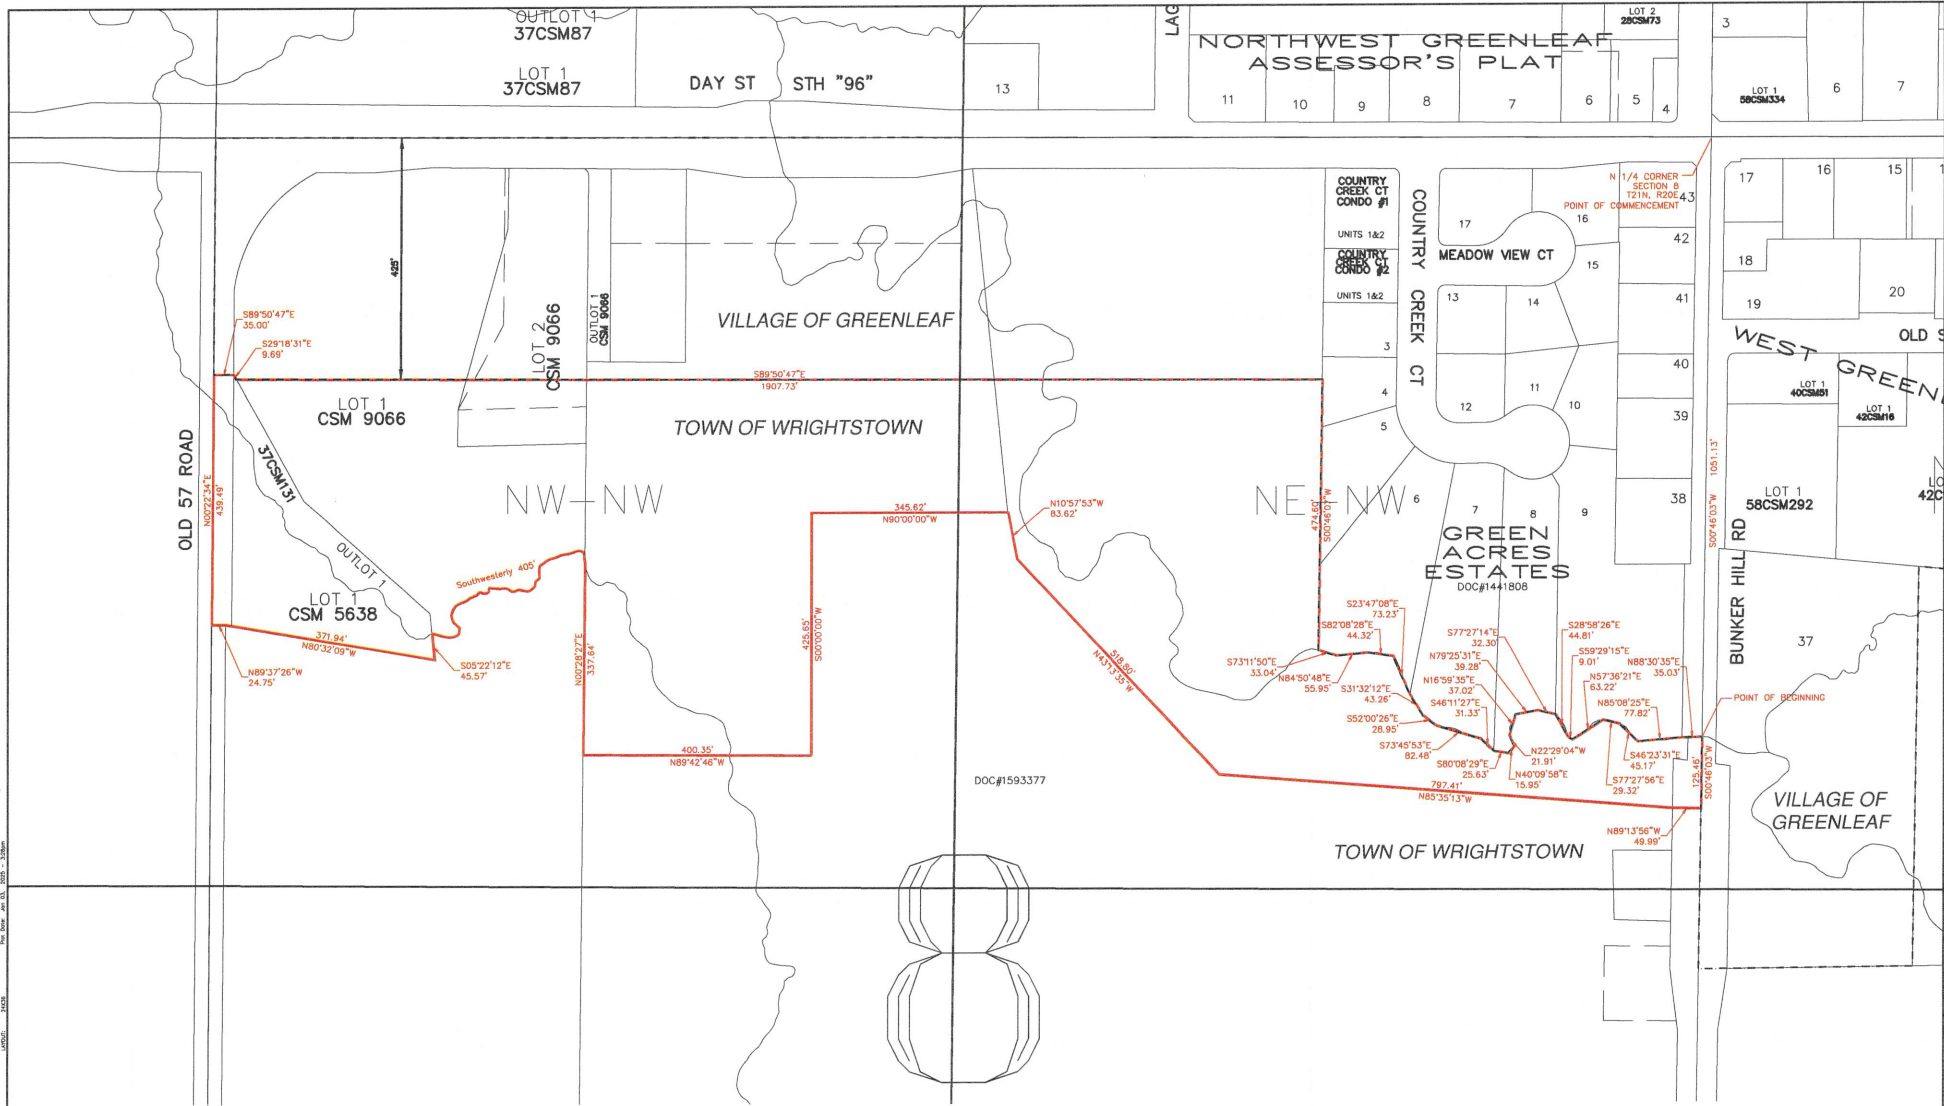 OUTLOT 1
37CSM87
LOT 1
37CSM87
DAY ST STH "96"
13
LAG
NORTHWEST GREENLEAF
ASSESSOR'S PLAT
LOT 2
28CSM73
11
10
9
8
7
6
5
4
3
LOT 1
58CSM334
6
7
N 1/4 CORNER
SECTION 8
T21N, R20E
POINT OF COMMENCEMENT
43
42
41
40
39
38
17
16
15
18
19
20
OLD S
WEST GREENL
LOT 1
40CSM51
LOT 1
42CSM16
LOT 1
58CSM292
42C
COUNTRY
CREEK CT
CONDO #1
UNITS 1&2
COUNTRY
CREEK CT
CONDO #2
UNITS 1&2
3
4
5
6
7
8
9
COUNTRY CREEK CT
17
16
MEADOW VIEW CT
15
13
14
12
11
10
GREEN
ACRES
ESTATES
DOC#1441808
425'
S89°50'47"E
35.00'
S29°18'31"E
9.69'
LOT 2
CSM 9066
OUTLOT 1
CSM 9066
VILLAGE OF GREENLEAF
S89°50'47"E
1907.73'
LOT 1
CSM 9066
TOWN OF WRIGHTSTOWN
OLD 57 ROAD
37CSM131
N00°22'34"E
439.49'
NW-NW
NE-NW
345.62'
N90°00'00"W
N10°57'53"W
83.62'
474.60'
S00°46'01"W
S00°46'03"W 1051.13'
OUTLOT 1
Southwesterly 405'
LOT 1
CSM 5638
371.94'
N80°32'09"W
N89°37'26"W
24.75'
S05°22'12"E
45.57'
N00°28'27"E
337.64'
425.65'
S00°00'00"W
400.35'
N89°42'46"W
518.80'
N43°13'35"W
S73°11'50"E
33.04'
N84°50'48"E
55.95'
S82°08'28"E
44.32'
S23°47'08"E
73.23'
S31°32'12"E
43.26'
S52°00'26"E
28.95'
S73°45'53"E
82.48'
S46°11'27"E
31.33'
S80°08'29"E
25.63'
N40°09'58"E
15.95'
N22°29'04"W
21.91'
N16°59'35"E
37.02'
N79°25'31"E
39.28'
S77°27'14"E
32.30'
S28°58'26"E
44.81'
S59°29'15"E
9.01'
N57°36'21"E
63.22'
S77°27'56"E
29.32'
S46°23'31"E
45.17'
N85°08'25"E
77.82'
N88°30'35"E
35.03'
POINT OF BEGINNING
BUNKER HILL RD
37
125.46'
S00°46'03"W
797.41'
N85°35'13"W
N89°13'56"W
49.99'
DOC#1593377
TOWN OF WRIGHTSTOWN
VILLAGE OF
GREENLEAF
8
Plot Date: Jan 03, 2025 - 3:28pm